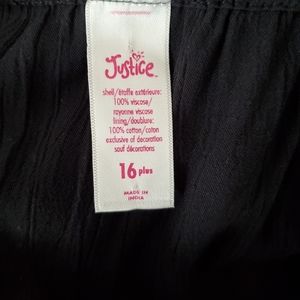 Justice
shell/étoffe extérieure:
100% viscose/
rayonne viscose
lining/doublure:
100% cotton/coton
exclusive of decoration
sauf décorations
16 plus
MADE IN
INDIA